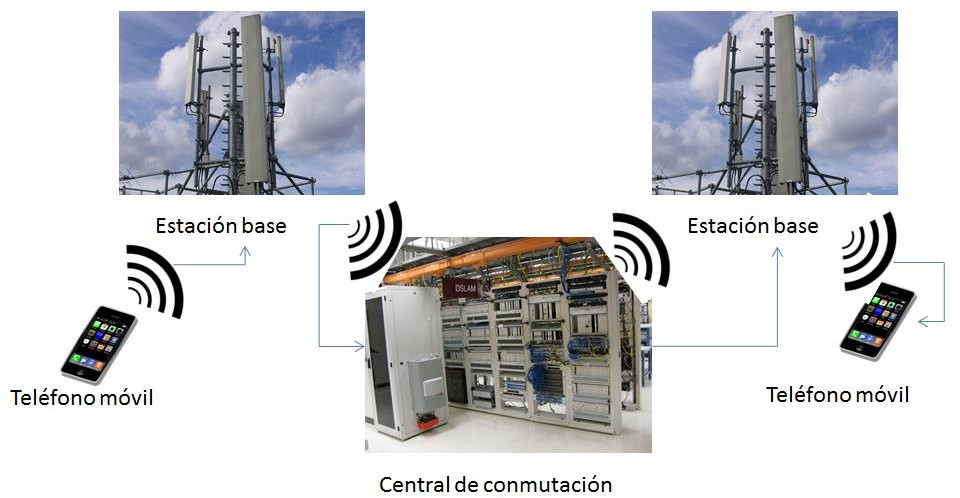 Estación base
Estación base
DSLAM
Teléfono móvil
Teléfono móvil
Central de conmutación